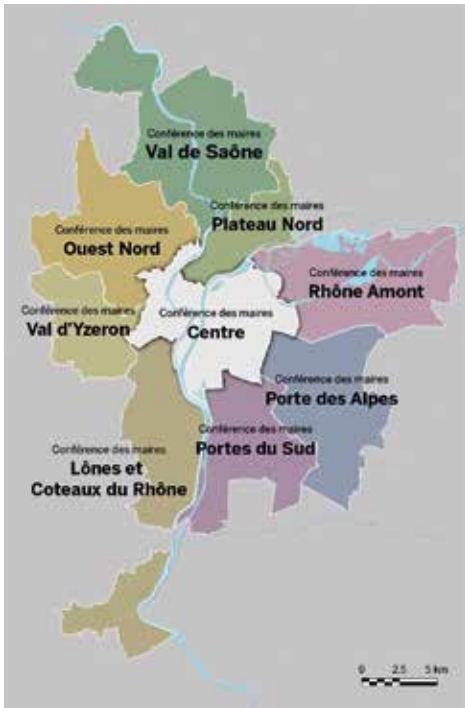 Conférence des maires
Val de Saône
Conférence des maires
Plateau Nord
Conférence des maires
Ouest Nord
Conférence des maires
Rhône Amont
Conférence des maires
Val d'Yzeron
Conférence des maires
Centre
Conférence des maires
Porte des Alpes
Conférence des maires
Portes du Sud
Conférence des maires
Lônes et
Coteaux du Rhône
0 2.5 5 km